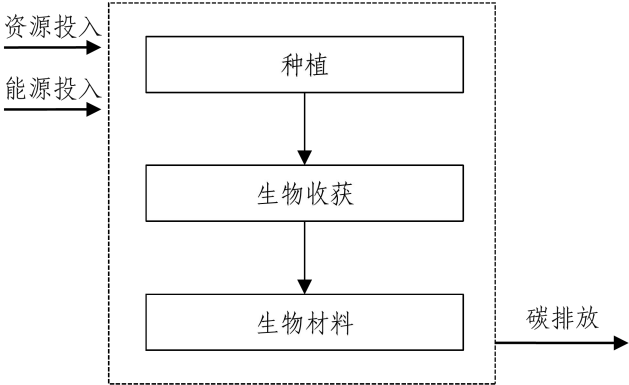 资源投入
能源投入
种植
生物收获
生物材料
碳排放